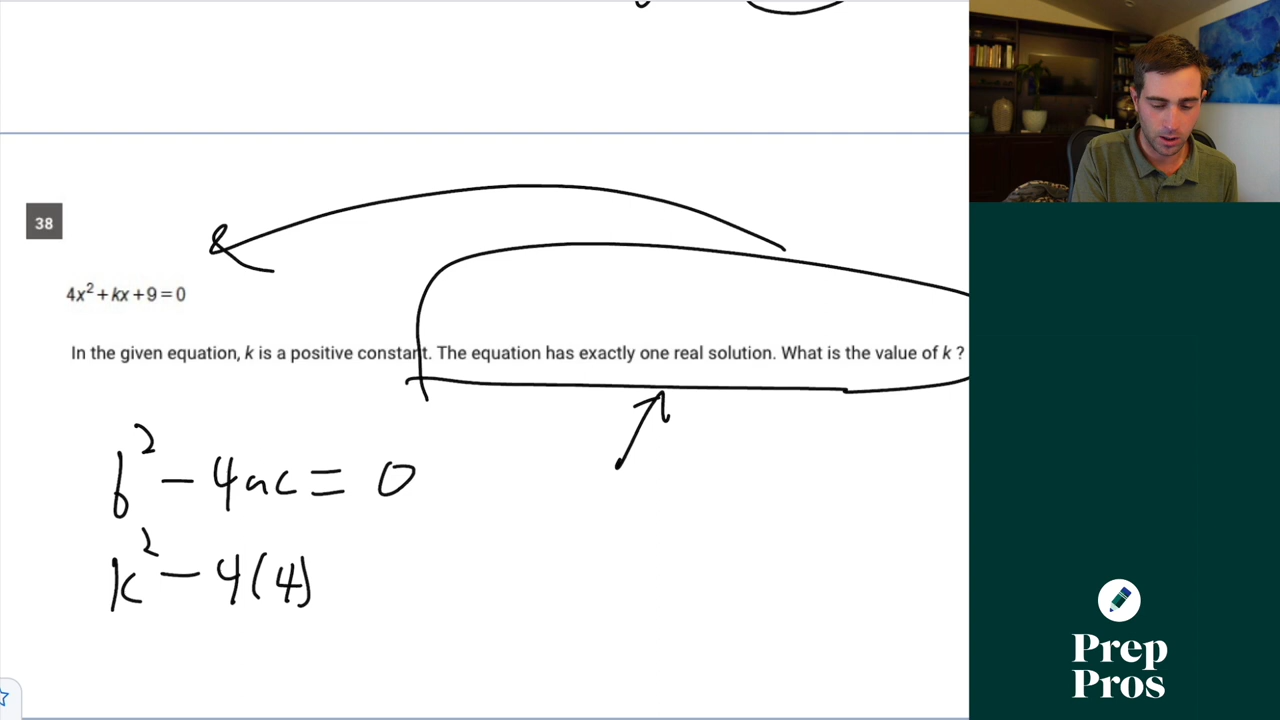 38
4x² + kx + 9 = 0
In the given equation, k is a positive constant. The equation has exactly one real solution. What is the value of k ?
b² - 4ac = 0
k² - 4(4)
Prep
Pros